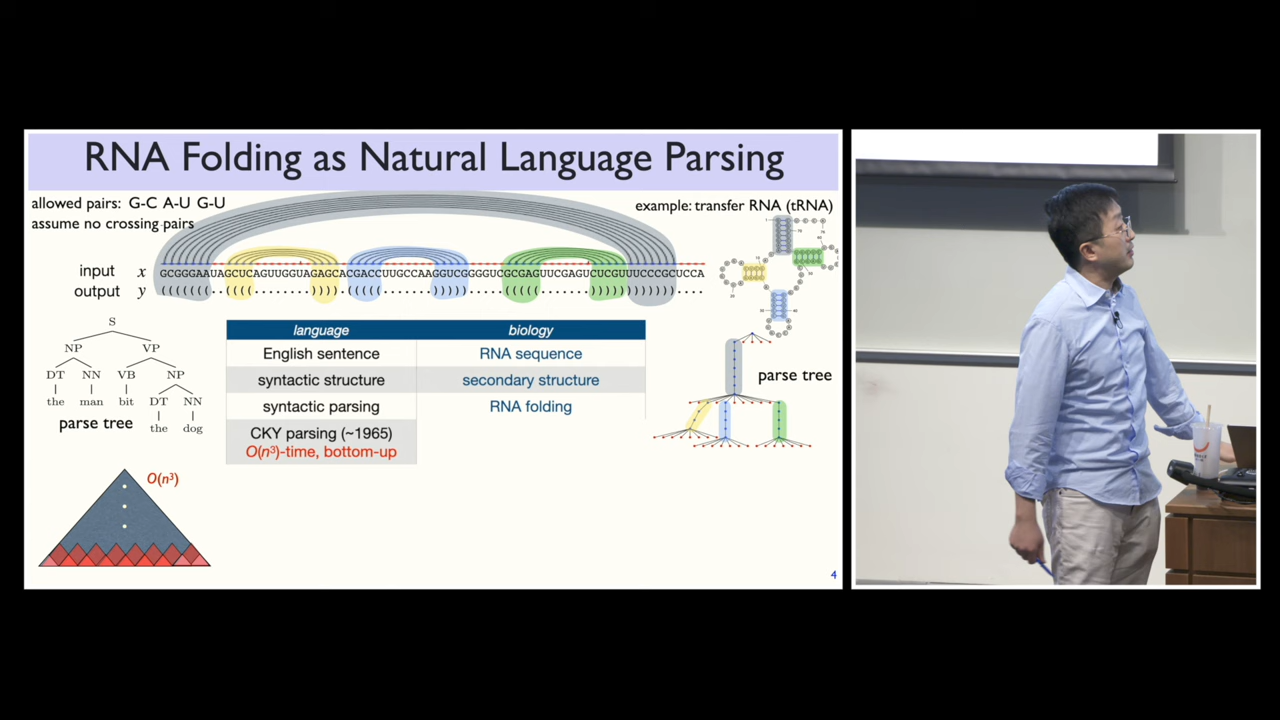 RNA Folding as Natural Language Parsing
allowed pairs: G-C A-U G-U
assume no crossing pairs
example: transfer RNA (tRNA)
input x GCGGGAAUAGCUCAGUUGGUAGAGCACGACCUUGCCAAGGUCGGGGUCGCGAGUUCGAGUCUCGUUUCCCGCUCCA
output y (((((((..((((........)))).(((((.......))))).....(((((.......))))))))))))....
S
NP VP
DT NN VB NP
the man bit DT NN
the dog
parse tree
language biology
English sentence RNA sequence
syntactic structure secondary structure
syntactic parsing RNA folding
CKY parsing (~1965)
O(n³)-time, bottom-up
parse tree
O(n³)
4